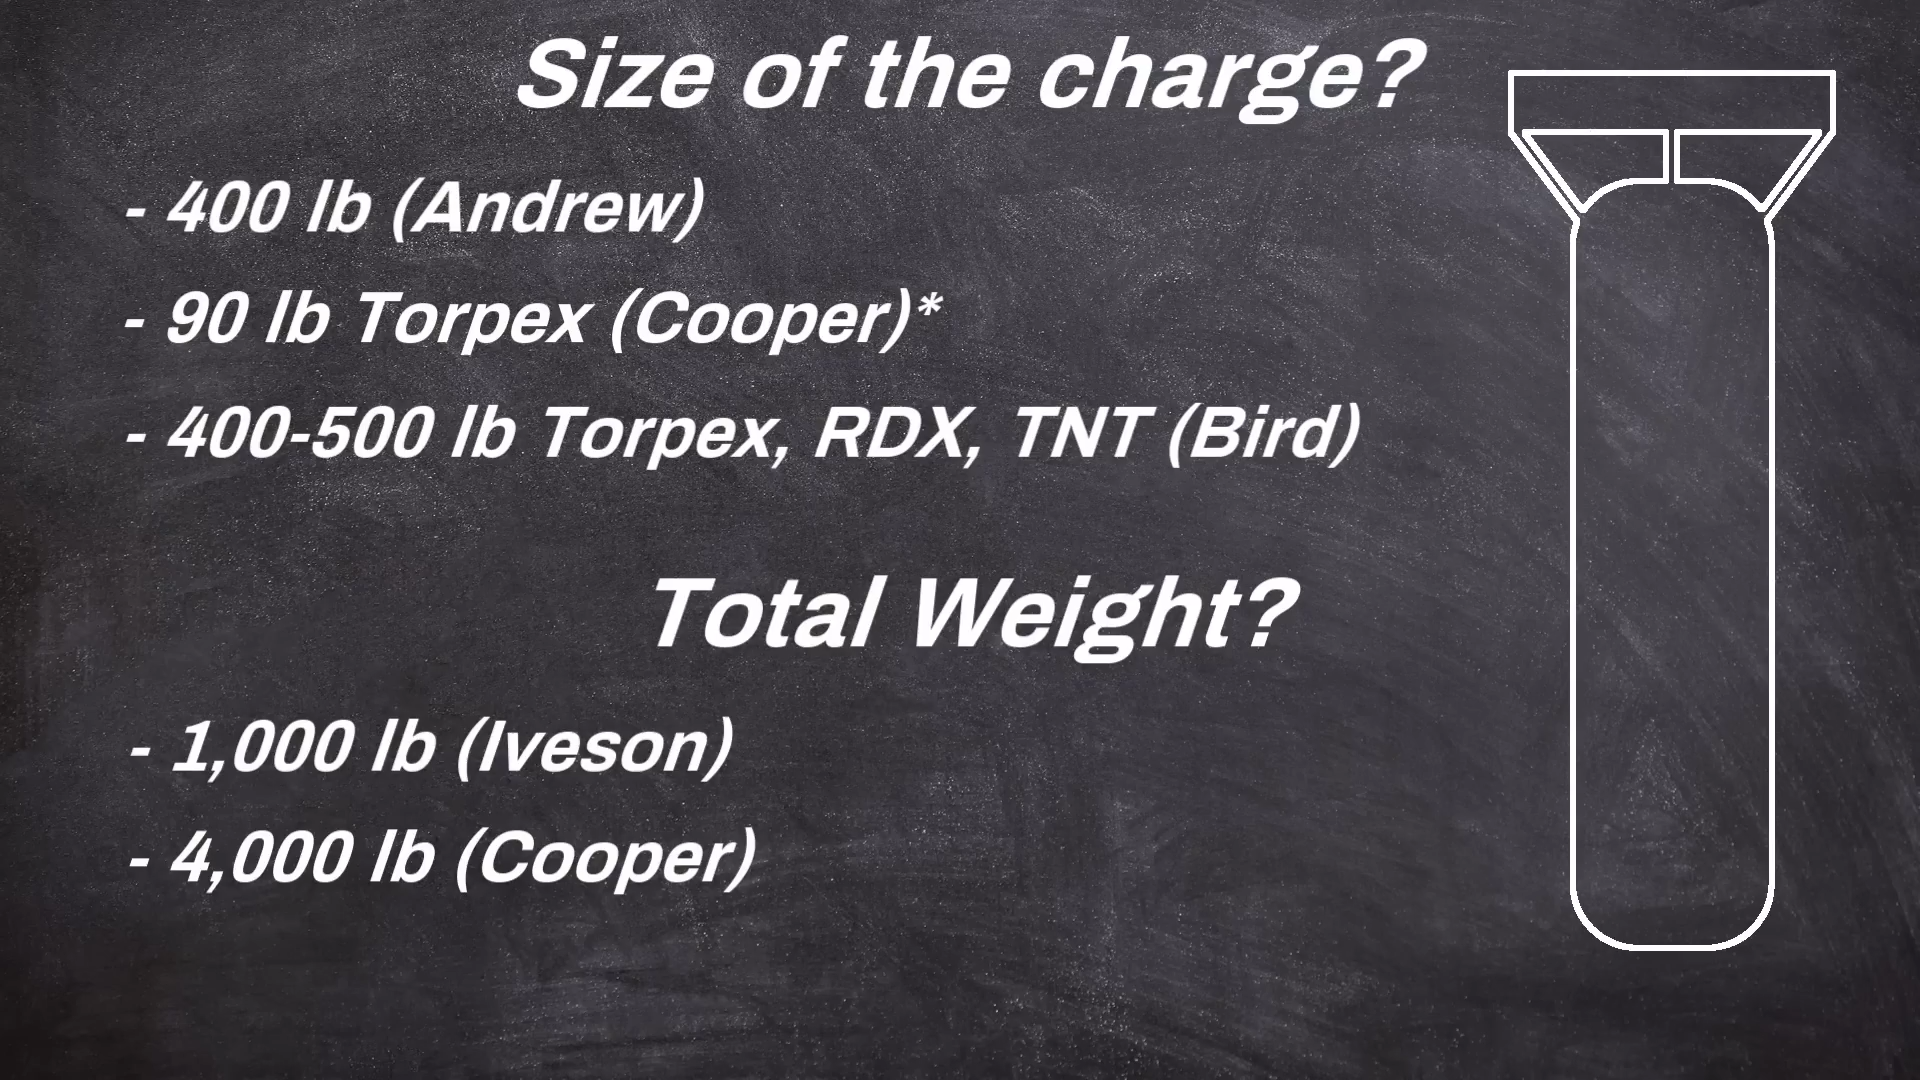 Size of the charge?
- 400 lb (Andrew)
- 90 lb Torpex (Cooper)*
- 400-500 lb Torpex, RDX, TNT (Bird)
Total Weight?
- 1,000 lb (Iveson)
- 4,000 lb (Cooper)